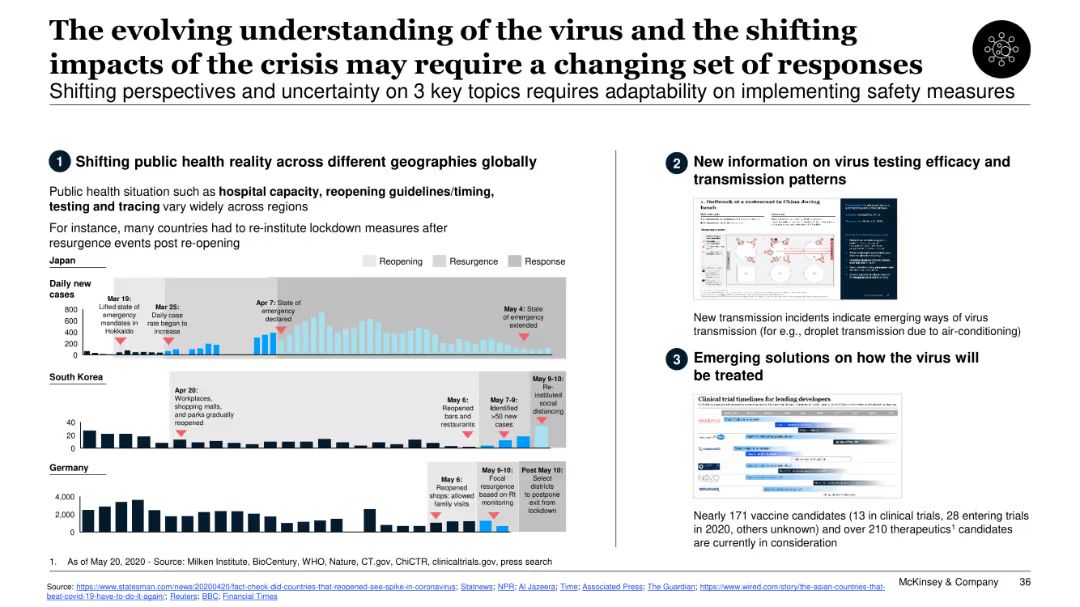 The evolving understanding of the virus and the shifting
impacts of the crisis may require a changing set of responses
Shifting perspectives and uncertainty on 3 key topics requires adaptability on implementing safety measures
1 Shifting public health reality across different geographies globally
Public health situation such as hospital capacity, reopening guidelines/timing,
testing and tracing vary widely across regions
For instance, many countries had to re-institute lockdown measures after
resurgence events post re-opening
Japan
Reopening
Resurgence
Response
Daily new
cases
800
600
400
200
0
Mar 19:
Lifted state of
emergency
mandates in
Hokkaido
Mar 25:
Daily case
rate began to
increase
Apr 7: State of
emergency
declared
May 4: State
of emergency
extended
South Korea
40
20
0
Apr 20:
Workplaces,
shopping malls,
and parks gradually
reopened
May 6:
Reopened
bars and
restaurants
May 7-9:
Identified
>50 new
cases
May 9-10:
Re-
instituted
social
distancing
Germany
4,000
2,000
0
May 6:
Reopened
shops; allowed
family visits
May 9-10:
Focal
resurgence
based on Rt
monitoring
Post May 10:
Select
districts
to postpone
exit from
lockdown
2 New information on virus testing efficacy and
transmission patterns
1. Outbreak at a restaurant in China during
lunch
New transmission incidents indicate emerging ways of virus
transmission (for e.g., droplet transmission due to air-conditioning)
3 Emerging solutions on how the virus will
be treated
Clinical trial timelines for leading developers
Nearly 171 vaccine candidates (13 in clinical trials, 28 entering trials
in 2020, others unknown) and over 210 therapeutics¹ candidates
are currently in consideration
1. As of May 20, 2020 - Source: Milken Institute, BioCentury, WHO, Nature, CT.gov, ChiCTR, clinicaltrials.gov, press search
Source: https://www.statesman.com/news/20200420/fact-check-did-countries-that-reopened-see-spike-in-coronavirus; Statnews; NPR; Al Jazeera; Time; Associated Press; The Guardian; https://www.wired.com/story/the-asian-countries-that-
beat-covid-19-have-to-do-it-again/; Reuters; BBC; Financial Times
McKinsey & Company 36